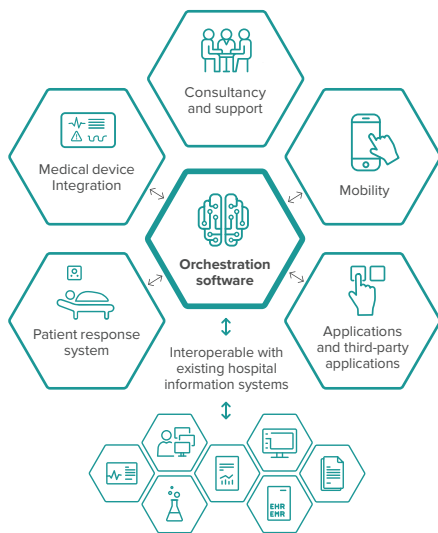 Consultancy
and support
Medical device
Integration
Mobility
Orchestration
software
Patient response
system
Applications
and third-party
applications
Interoperable with
existing hospital
information systems
EHR
EMR